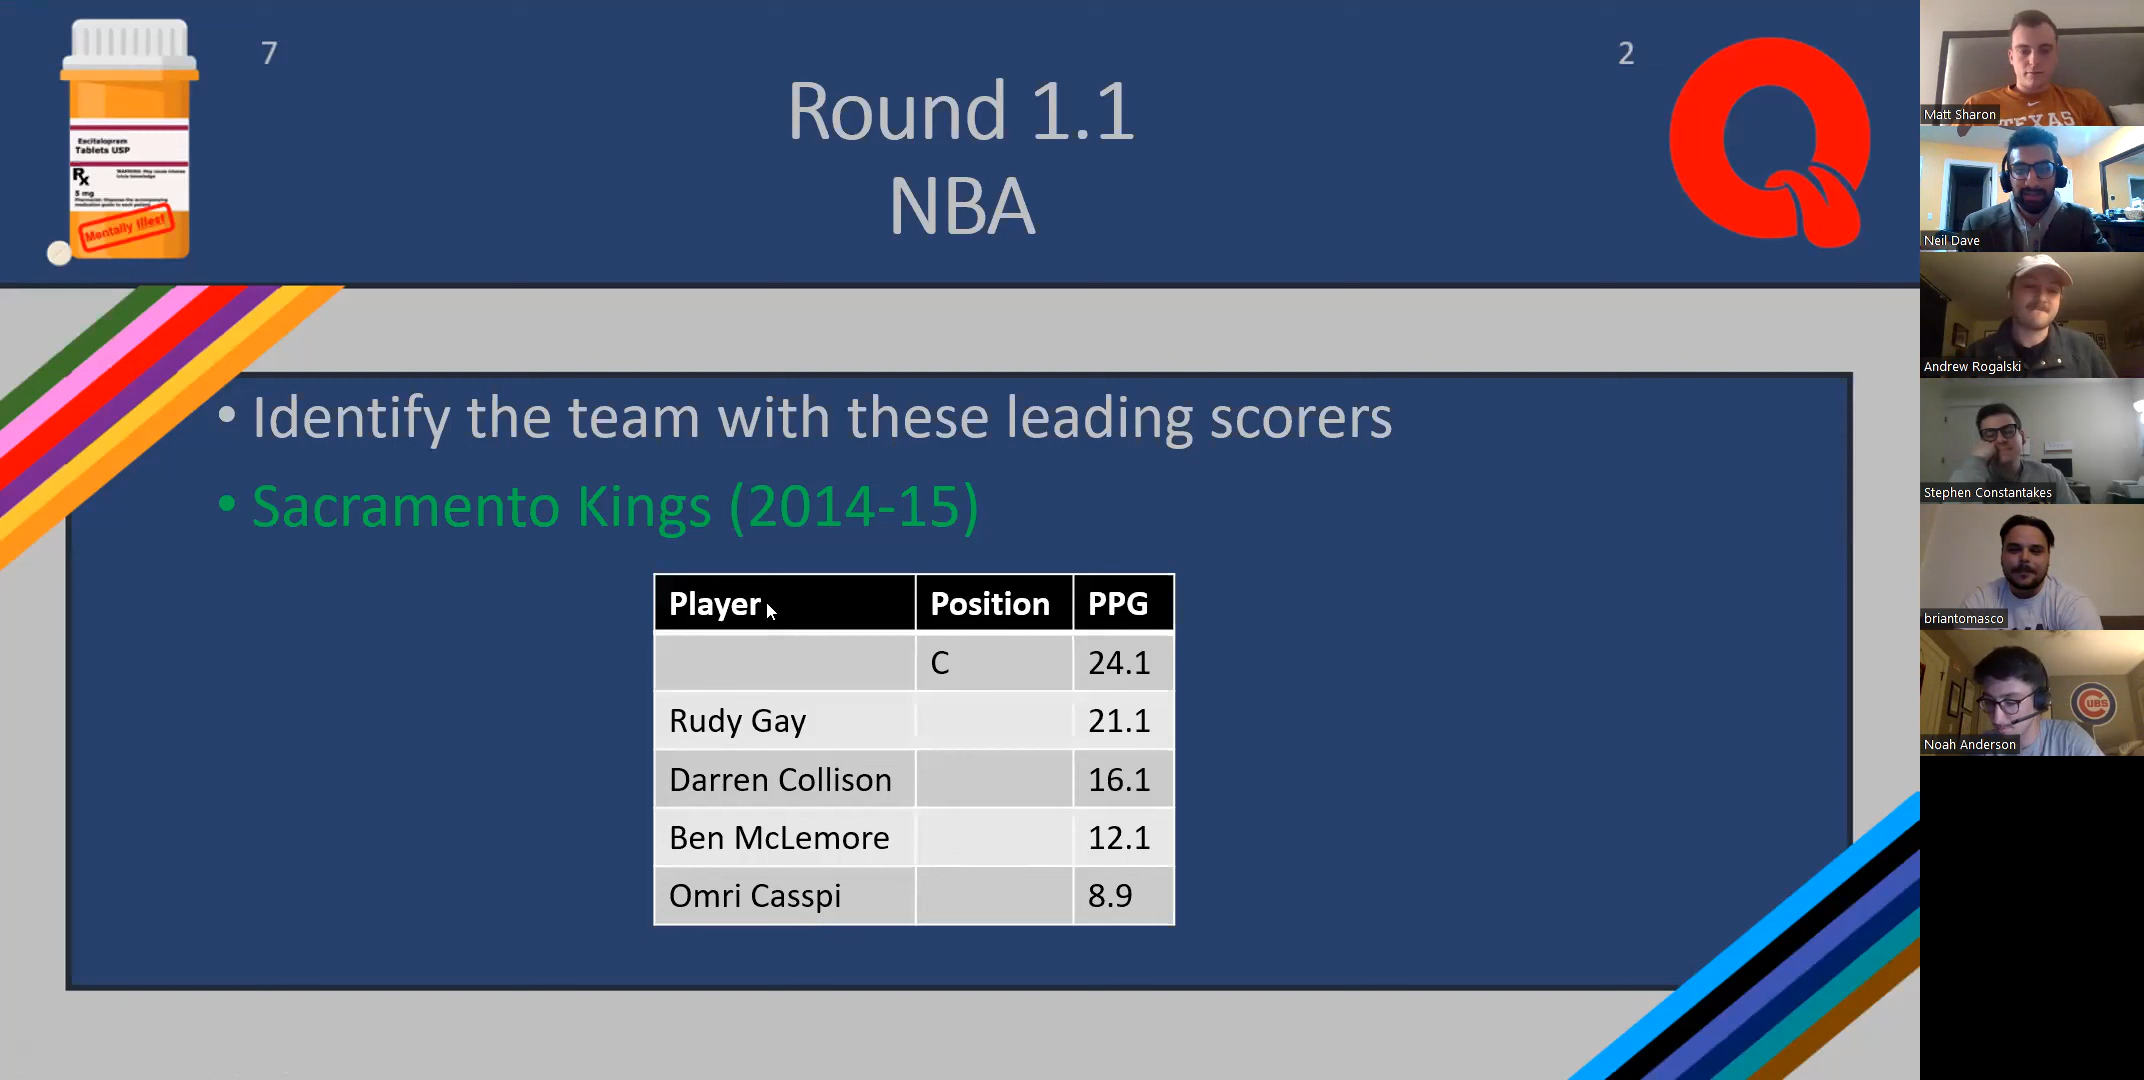 7
2
Round 1.1
NBA
Escitalopram
Tablets USP
Rx
5 mg
Mentally Illest
• Identify the team with these leading scorers
• Sacramento Kings (2014-15)
Player Position PPG
C 24.1
Rudy Gay 21.1
Darren Collison 16.1
Ben McLemore 12.1
Omri Casspi 8.9
TEXAS
Matt Sharon
Neil Dave
Andrew Rogalski
Stephen Constantakes
briantomasco
CUBS
Noah Anderson